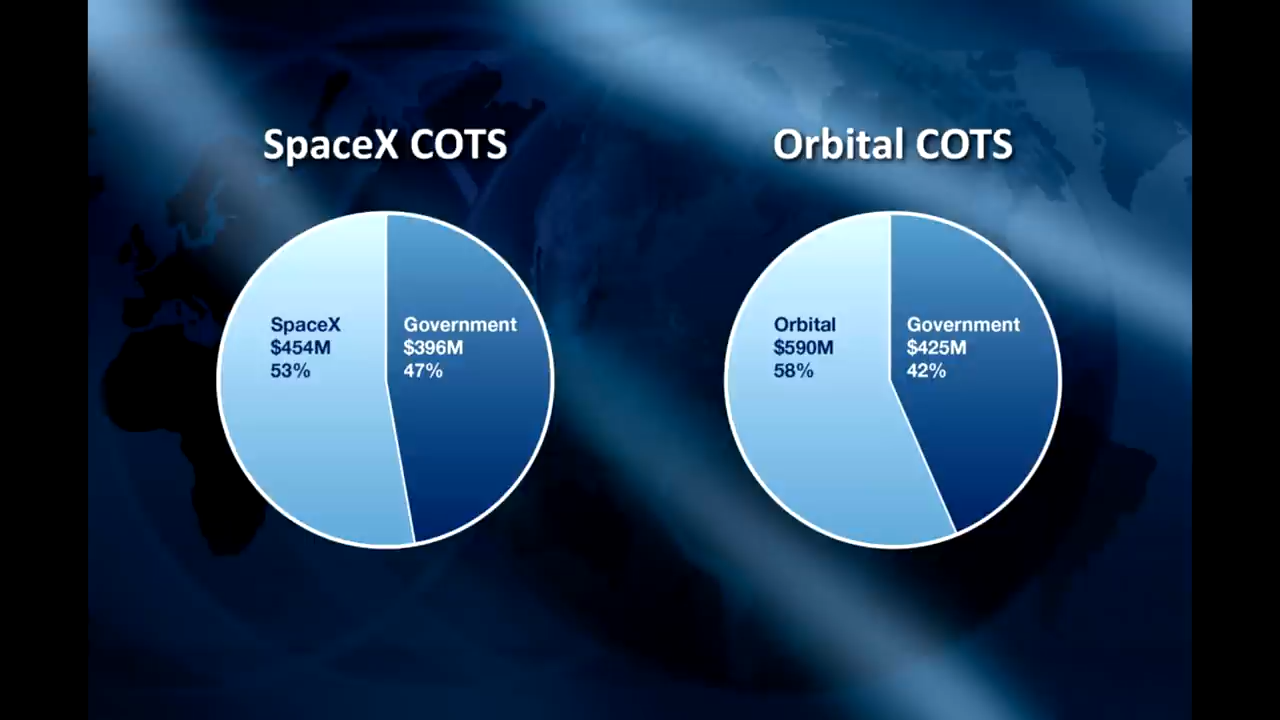 SpaceX COTS
SpaceX
$454M
53%
Government
$396M
47%
Orbital COTS
Orbital
$590M
58%
Government
$425M
42%